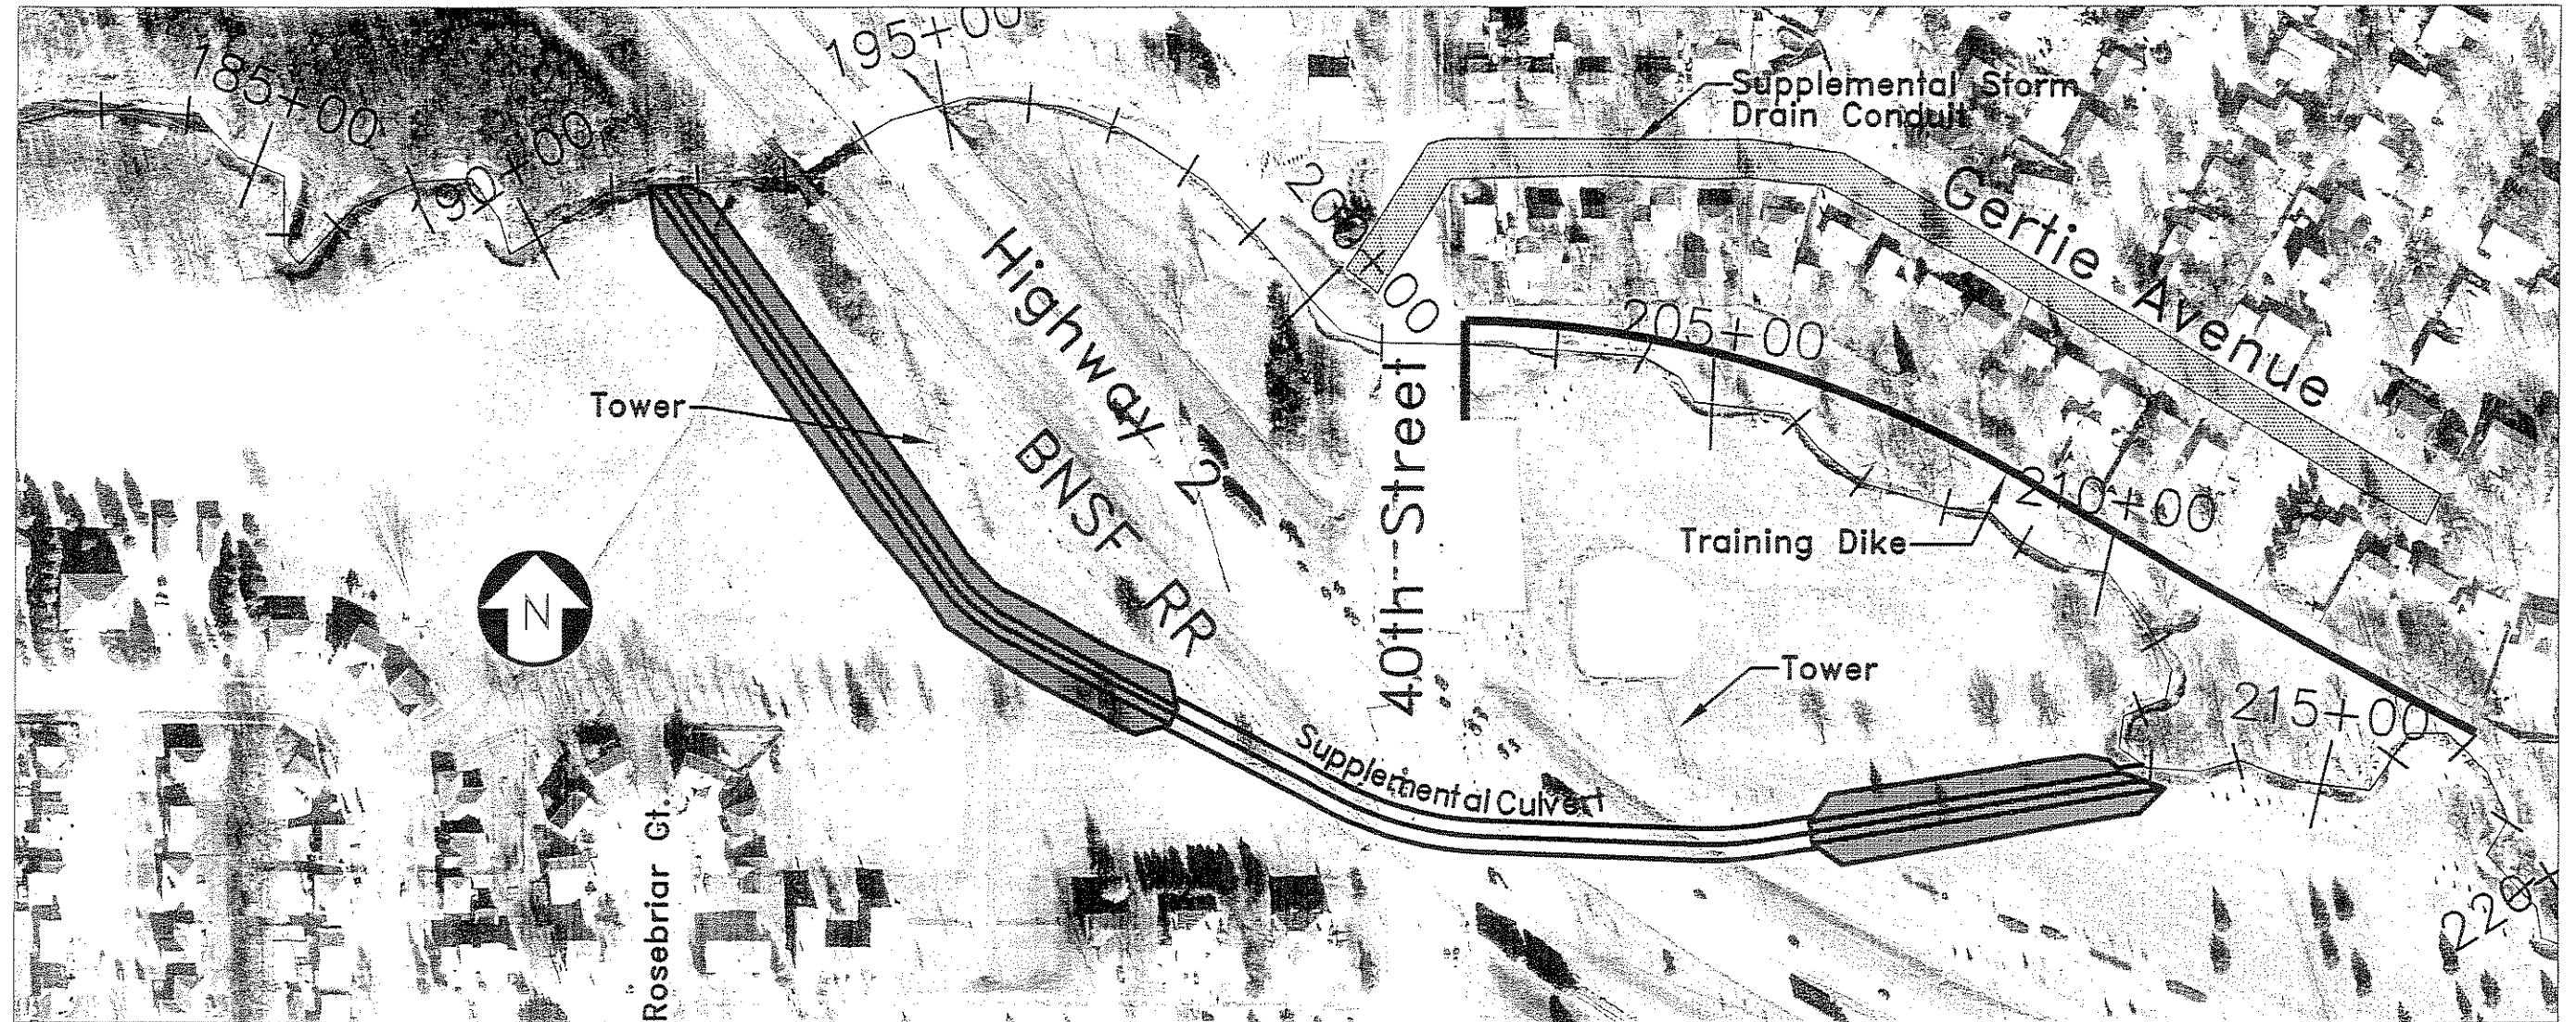 185+00
190+00
195+00
200+00
Supplemental Storm
Drain Conduit
Gertie Avenue
Highway 2
BNSF RR
40th Street
205+00
210+00
Tower
Training Dike
N
Tower
215+00
Supplemental Culvert
Rosebriar Ct.
220+